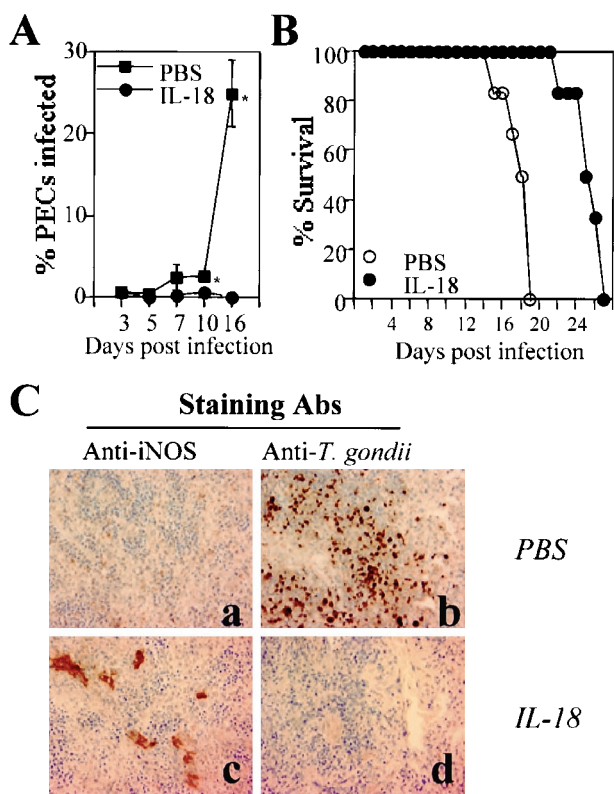 A
% PECs infected
30
20
10
0
PBS
IL-18
*
*
3 5 7 10 16
Days post infection
B
% Survival
100
80
60
40
20
0
PBS
IL-18
4 8 12 16 20 24
Days post infection
C
Staining Abs
Anti-iNOS Anti-T. gondii
a b PBS
c d IL-18